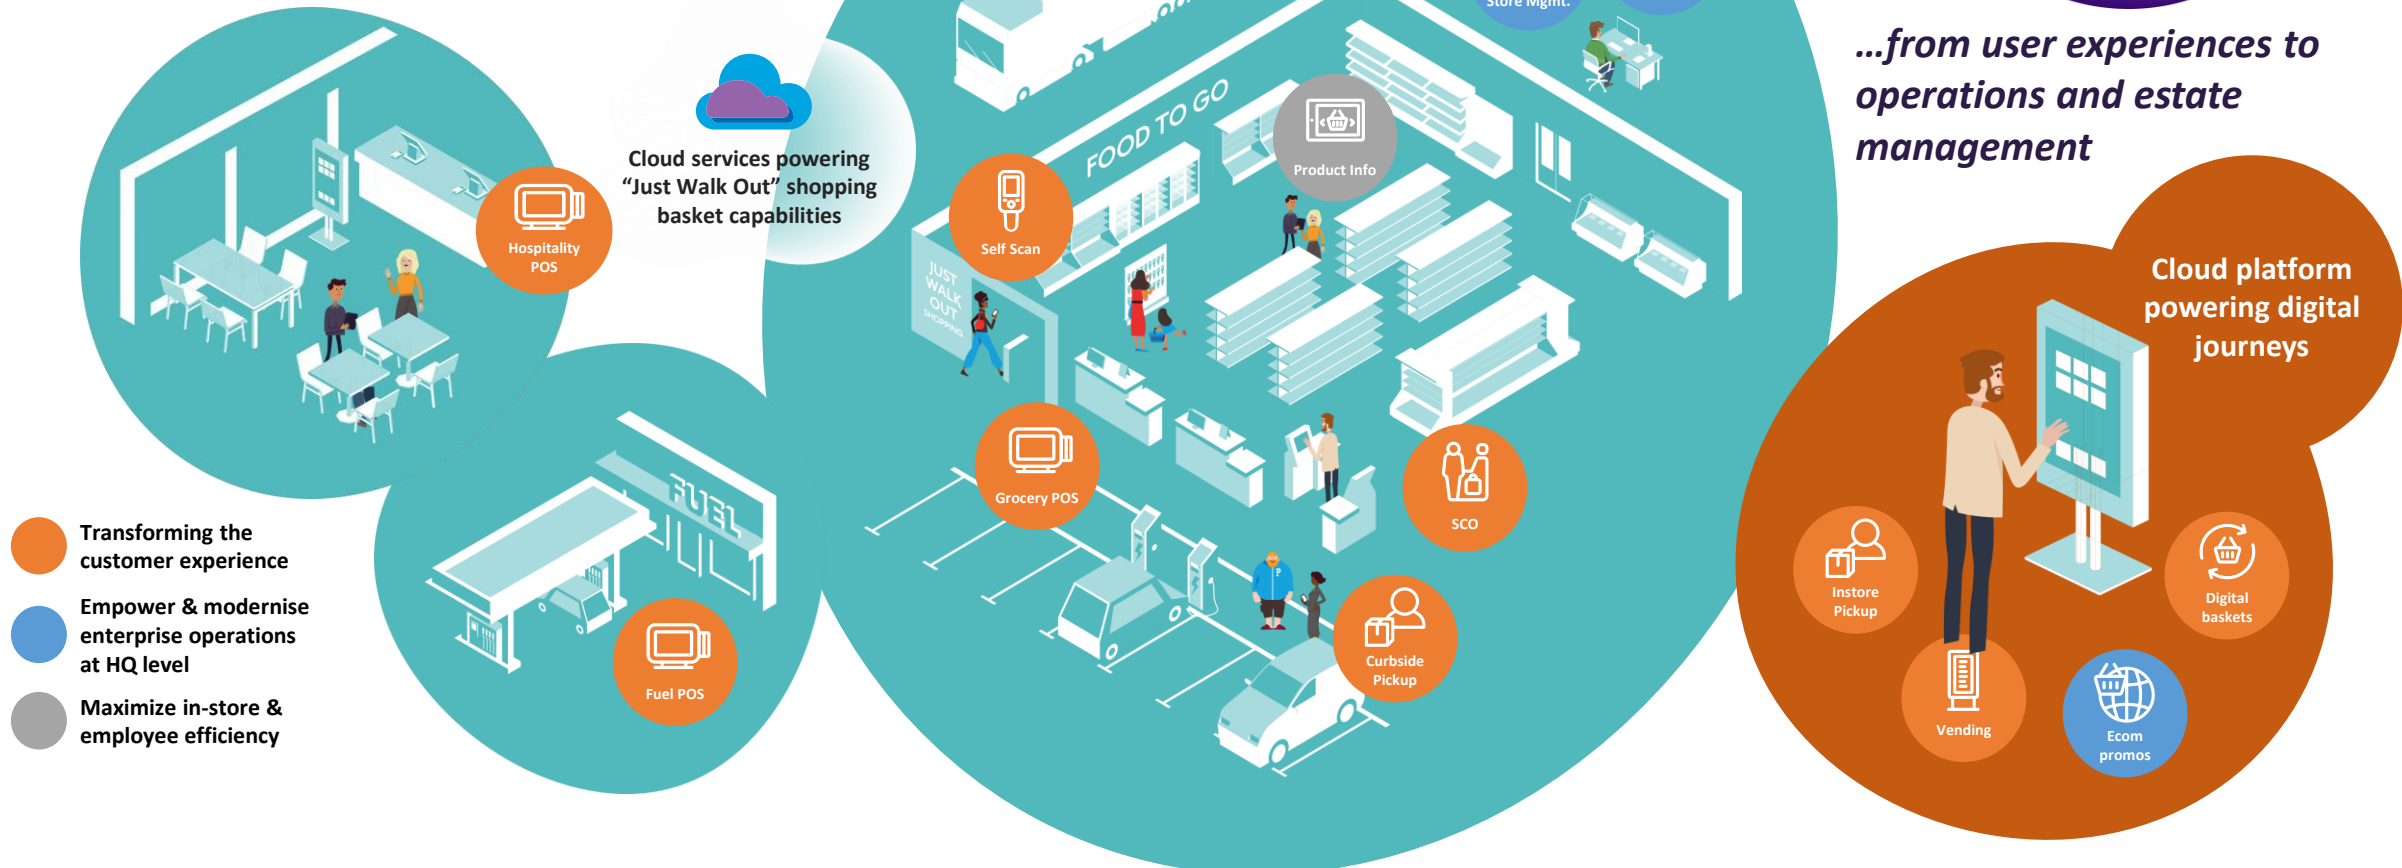 Store Mgmt.
...from user experiences to
operations and estate
management
Cloud services powering
“Just Walk Out” shopping
basket capabilities
FOOD TO GO
Product Info
Self Scan
Hospitality
POS
JUST
WALK
OUT
SHOPPING
Cloud platform
powering digital
journeys
Grocery POS
SCO
FUEL
Transforming the
customer experience
Empower & modernise
enterprise operations
at HQ level
Maximize in-store &
employee efficiency
Fuel POS
P
Curbside
Pickup
Instore
Pickup
Digital
baskets
Vending
Ecom
promos